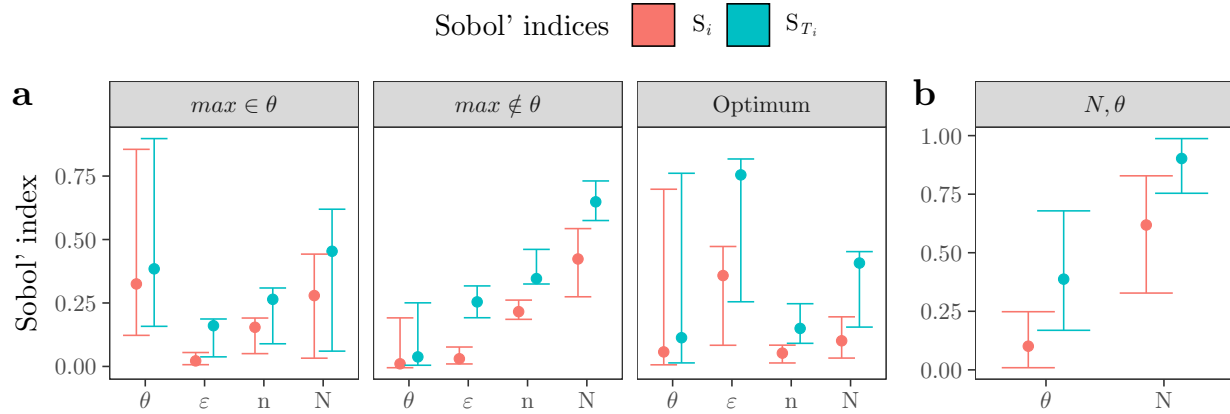 Sobol' indices S_i S_{T_i}
a b
max ∈ θ max ∉ θ Optimum N, θ
Sobol' index
0.75
0.50
0.25
0.00
θ ε n N θ ε n N θ ε n N
1.00
0.75
0.50
0.25
0.00
θ N